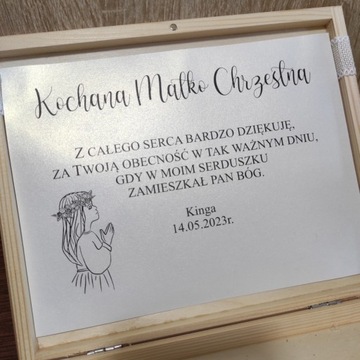 Kochana Matko Chrzestna
Z CAŁEGO SERCA BARDZO DZIĘKUJĘ,
ZA TWOJĄ OBECNOŚĆ W TAK WAŻNYM DNIU,
GDY W MOIM SERDUSZKU
ZAMIESZKAŁ PAN BÓG.
Kinga
14.05.2023r.